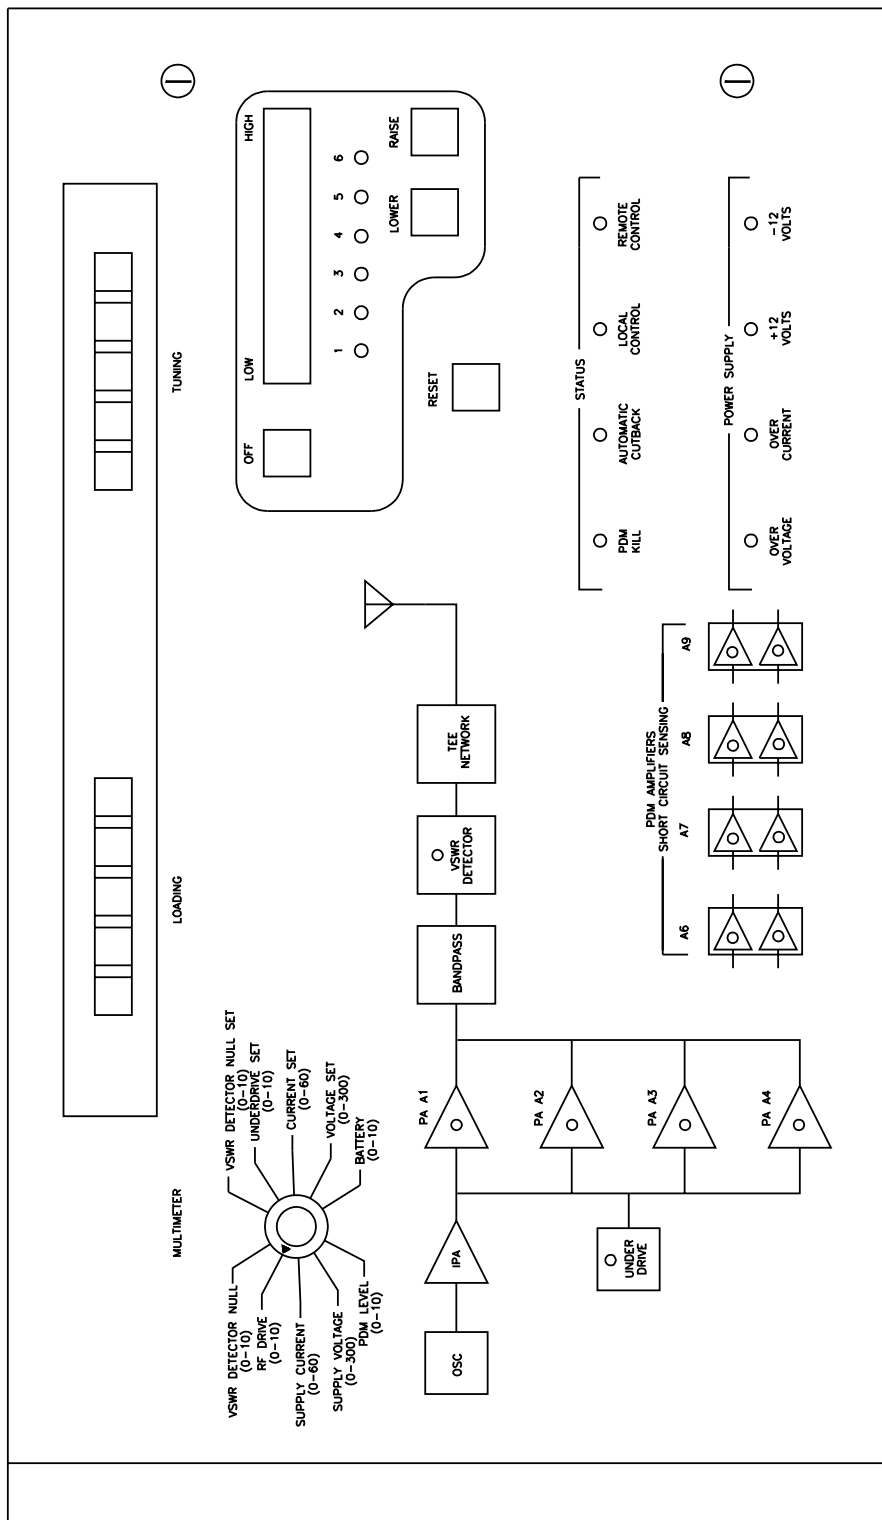 LOADING
TUNING
MULTIMETER
VSWR DETECTOR NULL
(0-10)
RF DRIVE
(0-10)
SUPPLY CURRENT
(0-60)
SUPPLY VOLTAGE
(0-300)
PDM LEVEL
(0-10)
VSWR DETECTOR NULL SET
(0-10)
UNDERDRIVE SET
(0-10)
CURRENT SET
(0-60)
VOLTAGE SET
(0-300)
BATTERY
(0-10)
OFF
LOW
HIGH
1 2 3 4 5 6
LOWER
RAISE
RESET
OSC
IPA
PA A1
PA A2
PA A3
PA A4
UNDER
DRIVE
BANDPASS
VSWR
DETECTOR
TEE
NETWORK
STATUS
PDM
KILL
AUTOMATIC
CUTBACK
LOCAL
CONTROL
REMOTE
CONTROL
PDM AMPLIFIERS
SHORT CIRCUIT SENSING
A6
A7
A8
A9
POWER SUPPLY
OVER
VOLTAGE
OVER
CURRENT
+12
VOLTS
-12
VOLTS